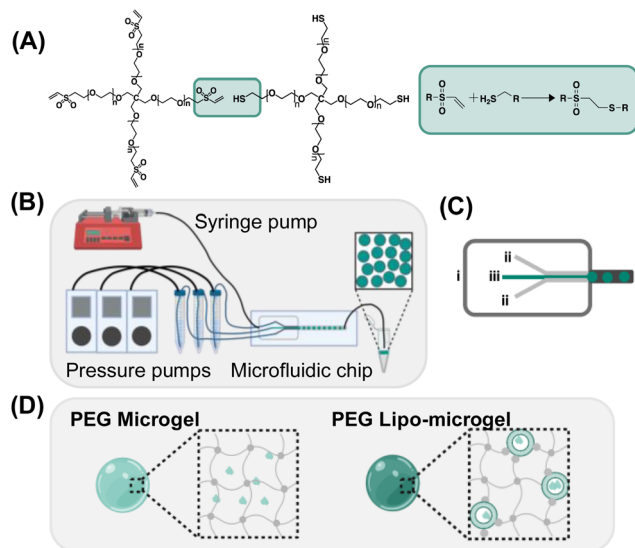 (A)
HS
n
n
n
n
SH
HS
SH
n
n
n
n
R
+
H₂S
R
R
S
R
(B)
Syringe pump
Pressure pumps
Microfluidic chip
(C)
ii
i
iii
ii
(D)
PEG Microgel
PEG Lipo-microgel